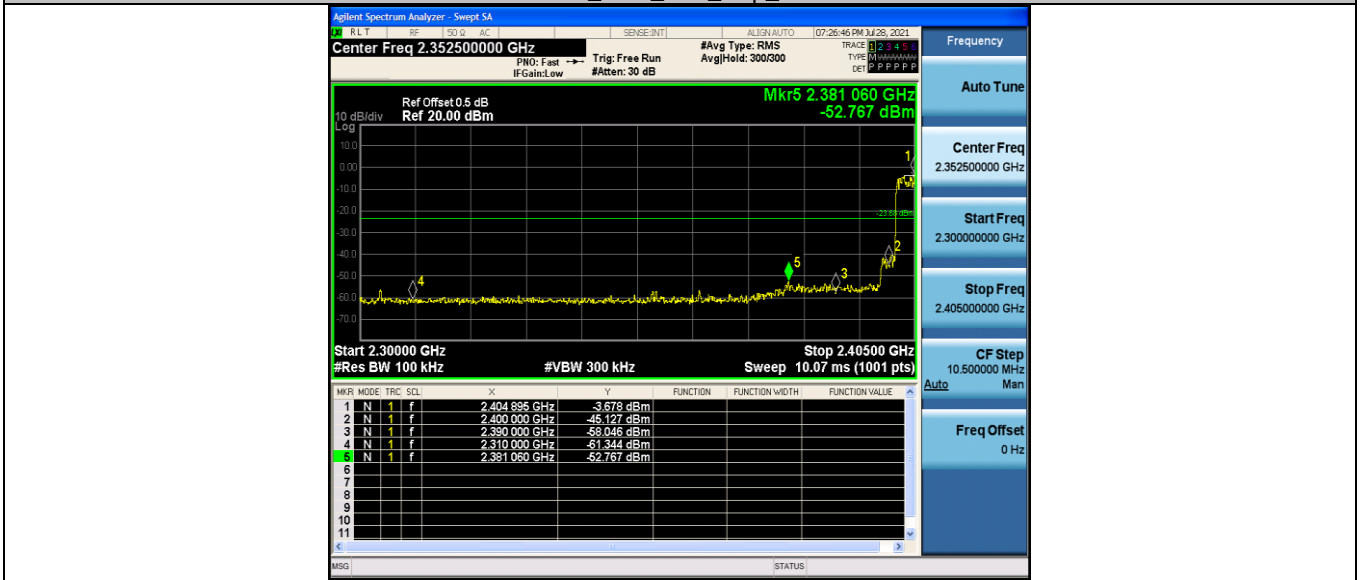 Agilent Spectrum Analyzer - Swept SA
RLT RF 50 Ω AC SENSE:INT ALIGN AUTO 07:26:46 PM Jul 28, 2021
Center Freq 2.352500000 GHz
PNO: Fast
IFGain:Low
Trig: Free Run
#Atten: 30 dB
#Avg Type: RMS
Avg|Hold: 300/300
TRACE 1 2 3 4 5 6
TYPE M
DET P P P P P P
Frequency
Auto Tune
Center Freq
2.352500000 GHz
Start Freq
2.300000000 GHz
Stop Freq
2.405000000 GHz
CF Step
10.500000 MHz
Auto Man
Freq Offset
0 Hz
Mkr5 2.381 060 GHz
-52.767 dBm
Ref Offset 0.5 dB
10 dB/div Ref 20.00 dBm
Log
10.0
0.00
-10.0
-20.0
-30.0
-40.0
-50.0
-60.0
-70.0
1
2
3
4
5
Start 2.30000 GHz Stop 2.40500 GHz
#Res BW 100 kHz #VBW 300 kHz Sweep 10.07 ms (1001 pts)
MKR MODE TRC SCL X Y FUNCTION FUNCTION WIDTH FUNCTION VALUE
1 N 1 f 2.404 895 GHz -3.678 dBm
2 N 1 f 2.400 000 GHz -45.127 dBm
3 N 1 f 2.390 000 GHz -58.046 dBm
4 N 1 f 2.310 000 GHz -61.344 dBm
5 N 1 f 2.381 060 GHz -52.767 dBm
6
7
8
9
10
11
MSG STATUS